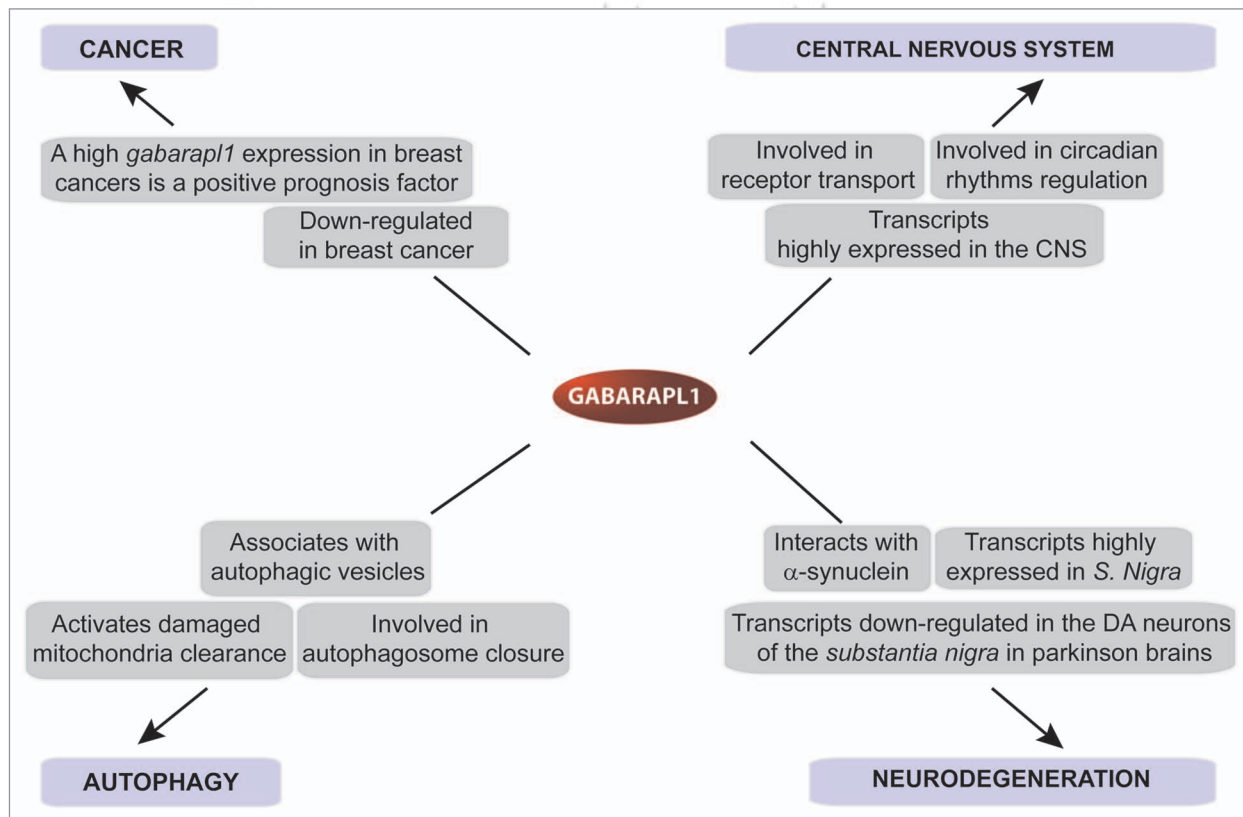 CANCER
A high gabarapl1 expression in breast
cancers is a positive prognosis factor
Down-regulated
in breast cancer
CENTRAL NERVOUS SYSTEM
Involved in
receptor transport
Involved in circadian
rhythms regulation
Transcripts
highly expressed in the CNS
GABARAPL1
Associates with
autophagic vesicles
Activates damaged
mitochondria clearance
Involved in
autophagosome closure
AUTOPHAGY
Interacts with
α-synuclein
Transcripts highly
expressed in S. Nigra
Transcripts down-regulated in the DA neurons
of the substantia nigra in parkinson brains
NEURODEGENERATION